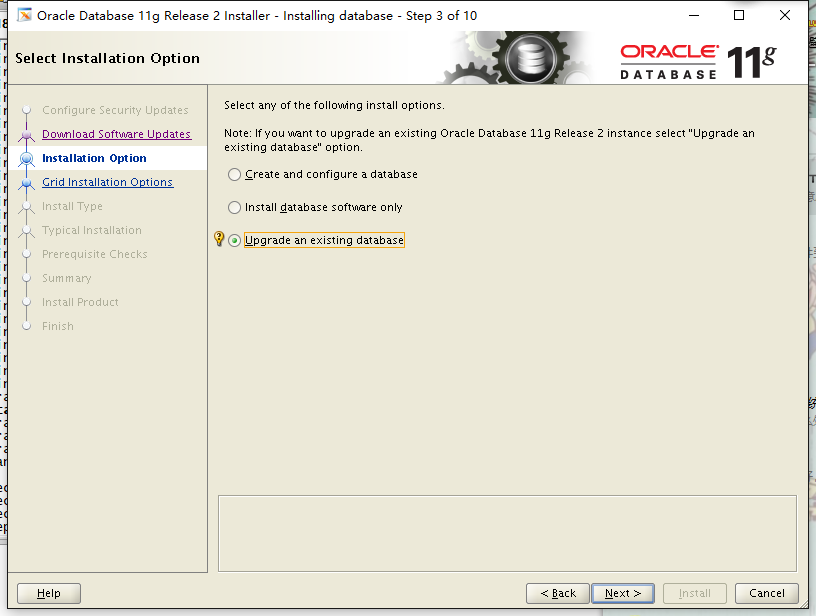 Oracle Database 11g Release 2 Installer - Installing database - Step 3 of 10
Select Installation Option
ORACLE
DATABASE
11g
Configure Security Updates
Download Software Updates
Installation Option
Grid Installation Options
Install Type
Typical Installation
Prerequisite Checks
Summary
Install Product
Finish
Select any of the following install options.
Note: If you want to upgrade an existing Oracle Database 11g Release 2 instance select "Upgrade an
existing database" option.
Create and configure a database
Install database software only
Upgrade an existing database
Help
< Back
Next >
Install
Cancel